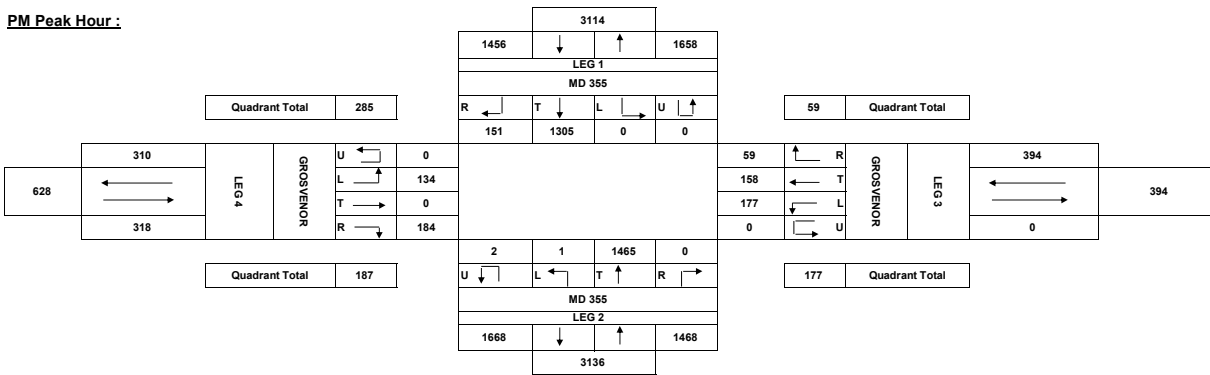 PM Peak Hour :
3114
1456 1658
LEG 1
MD 355
Quadrant Total 285 R T L U 59 Quadrant Total
151 1305 0 0
310 U 0 59 R 394
628 LEG 4 GROSVENOR L 134 158 T GROSVENOR LEG 3 394
T 0 177 L
318 R 184 0 U 0
2 1 1465 0
Quadrant Total 187 U L T R 177 Quadrant Total
MD 355
LEG 2
1668 1468
3136